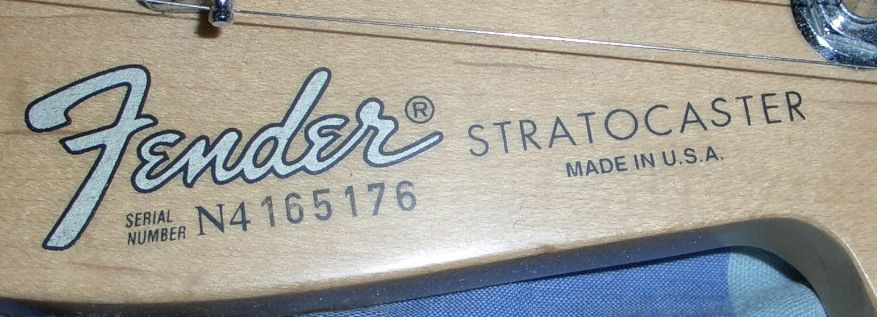 Fender® STRATOCASTER
MADE IN U.S.A.
SERIAL
NUMBER N4165176